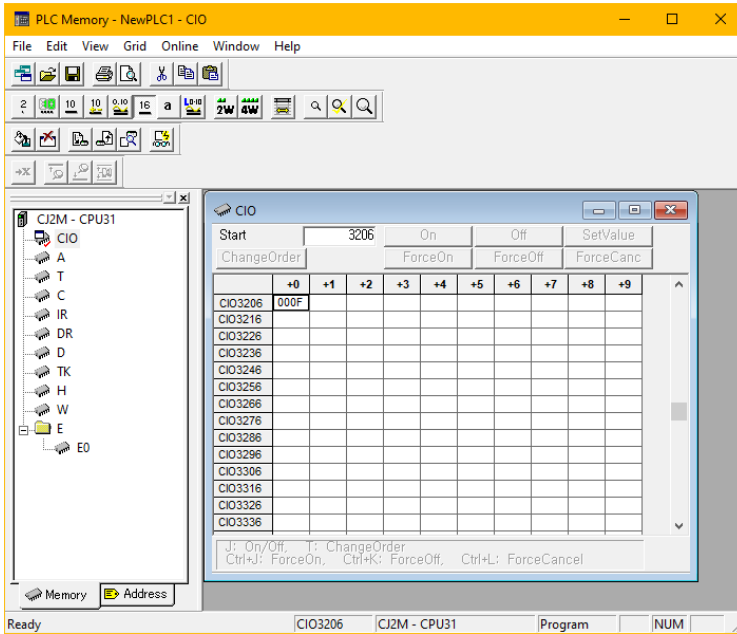 PLC Memory - NewPLC1 - CIO
File Edit View Grid Online Window Help
2 10 10 0.10 16 a L0-10 2W 4W
→X
CJ2M - CPU31
CIO
A
T
C
IR
DR
D
TK
H
W
E
E0
Memory Address
CIO
Start 3206 On Off SetValue
ChangeOrder ForceOn ForceOff ForceCanc
+0 +1 +2 +3 +4 +5 +6 +7 +8 +9
CIO3206 000F
CIO3216
CIO3226
CIO3236
CIO3246
CIO3256
CIO3266
CIO3276
CIO3286
CIO3296
CIO3306
CIO3316
CIO3326
CIO3336
J: On/Off, T: ChangeOrder
Ctrl+J: ForceOn, Ctrl+K: ForceOff, Ctrl+L: ForceCancel
Ready CIO3206 CJ2M - CPU31 Program NUM